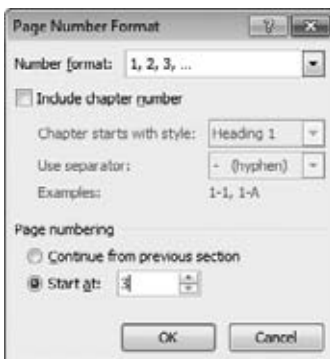 Page Number Format
Number format: 1, 2, 3, ...
Include chapter number
Chapter starts with style: Heading 1
Use separator: - (hyphen)
Examples: 1-1, 1-A
Page numbering
Continue from previous section
Start at: 3
OK Cancel